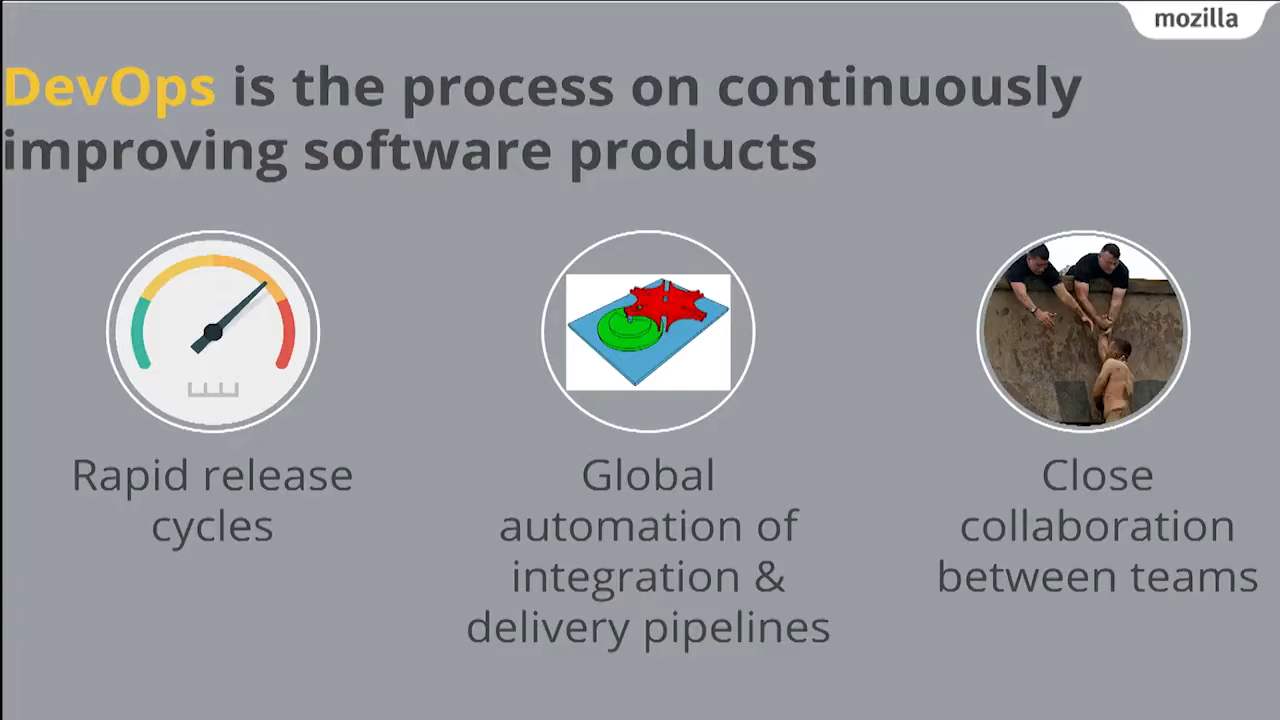 mozilla
DevOps is the process on continuously
improving software products
Rapid release
cycles
Global
automation of
integration &
delivery pipelines
Close
collaboration
between teams